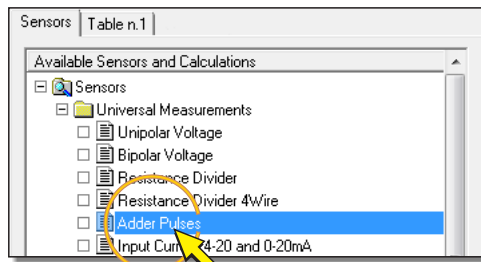 Sensors Table n.1
Available Sensors and Calculations
Sensors
Universal Measurements
Unipolar Voltage
Bipolar Voltage
Resistance Divider
Resistance Divider 4Wire
Adder Pulses
Input Curr 4-20 and 0-20mA